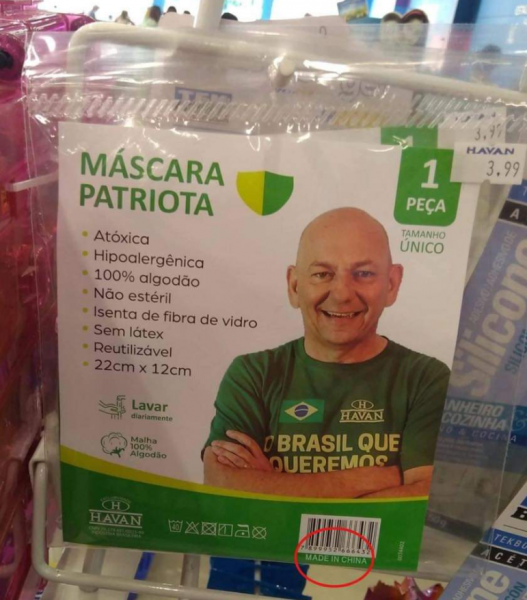 3.99
HAVAN
3.99
MÁSCARA
PATRIOTA
1
PEÇA
TAMANHO
ÚNICO
Atóxica
Hipoalergênica
100% algodão
Não estéril
Isenta de fibra de vidro
Sem látex
Reutilizável
22cm x 12cm
Lavar
diariamente
Malha
100%
Algodão
HAVAN
O BRASIL QUE
QUEREMOS
HAVAN
MADE IN CHINA
Silicone